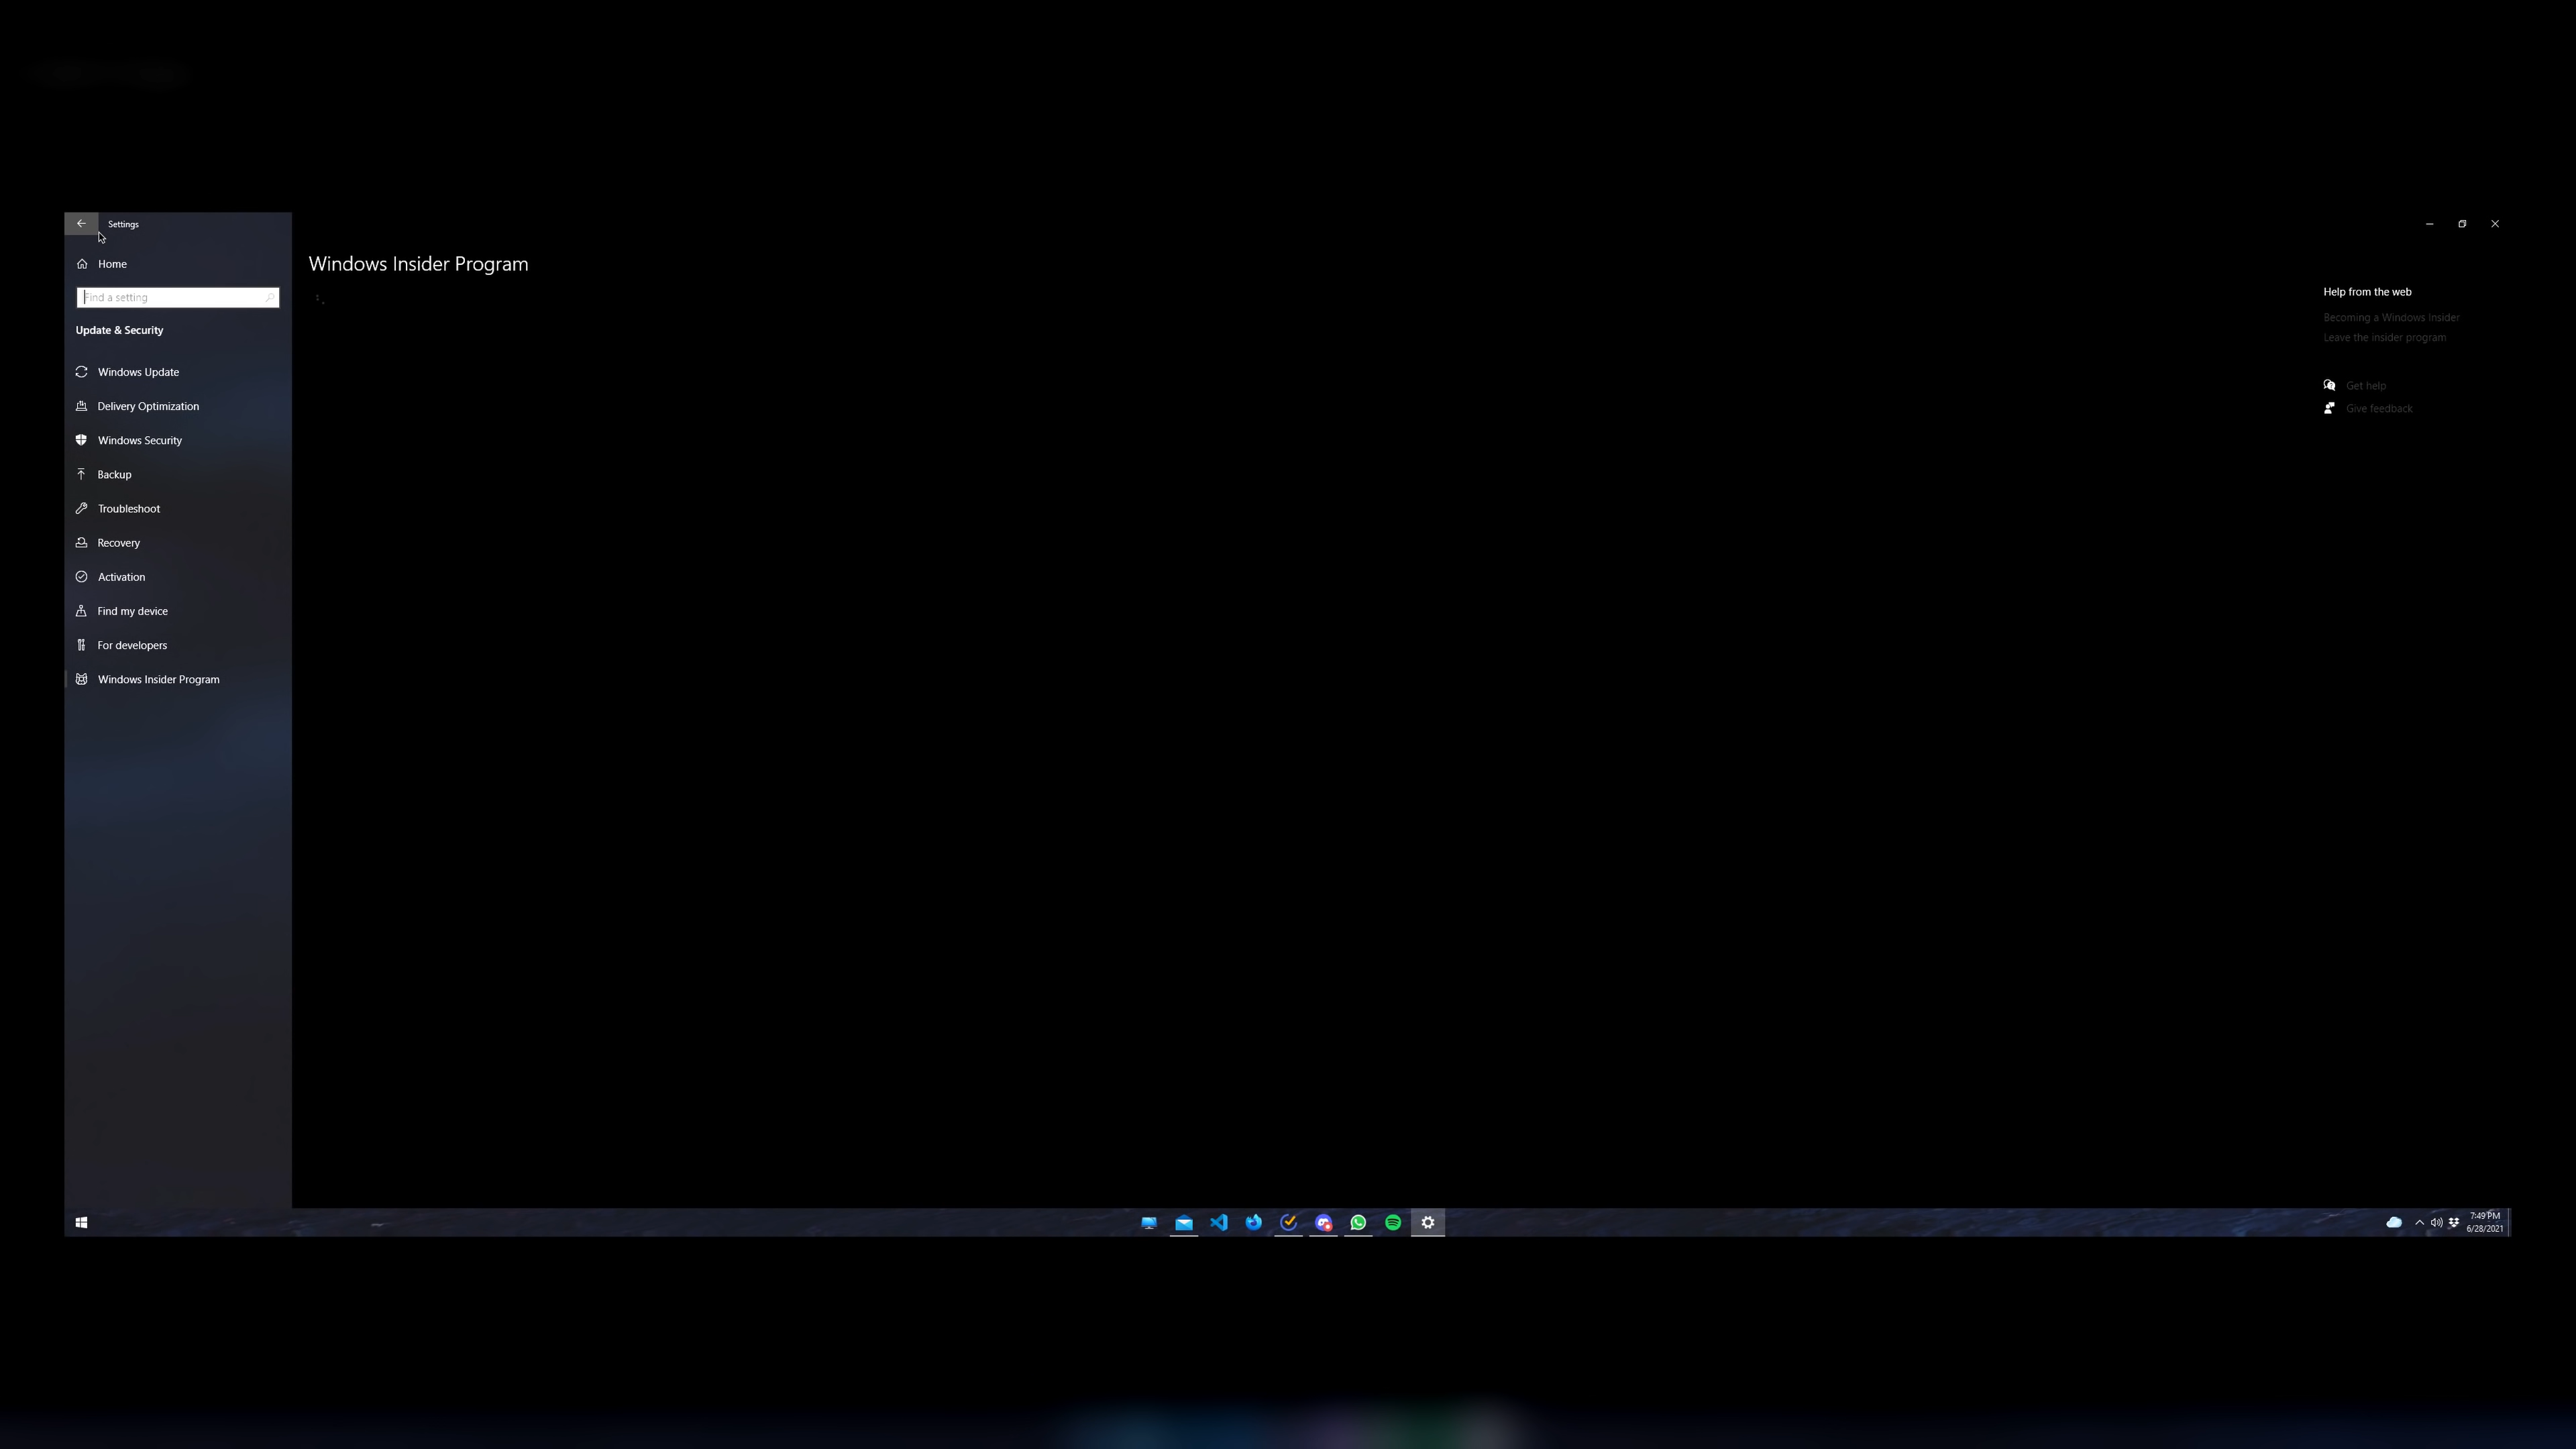 Settings
Home
Find a setting
Update & Security
Windows Update
Delivery Optimization
Windows Security
Backup
Troubleshoot
Recovery
Activation
Find my device
For developers
Windows Insider Program
Windows Insider Program
Help from the web
Becoming a Windows Insider
Leave the insider program
Get help
Give feedback
7:49 PM
6/28/2021